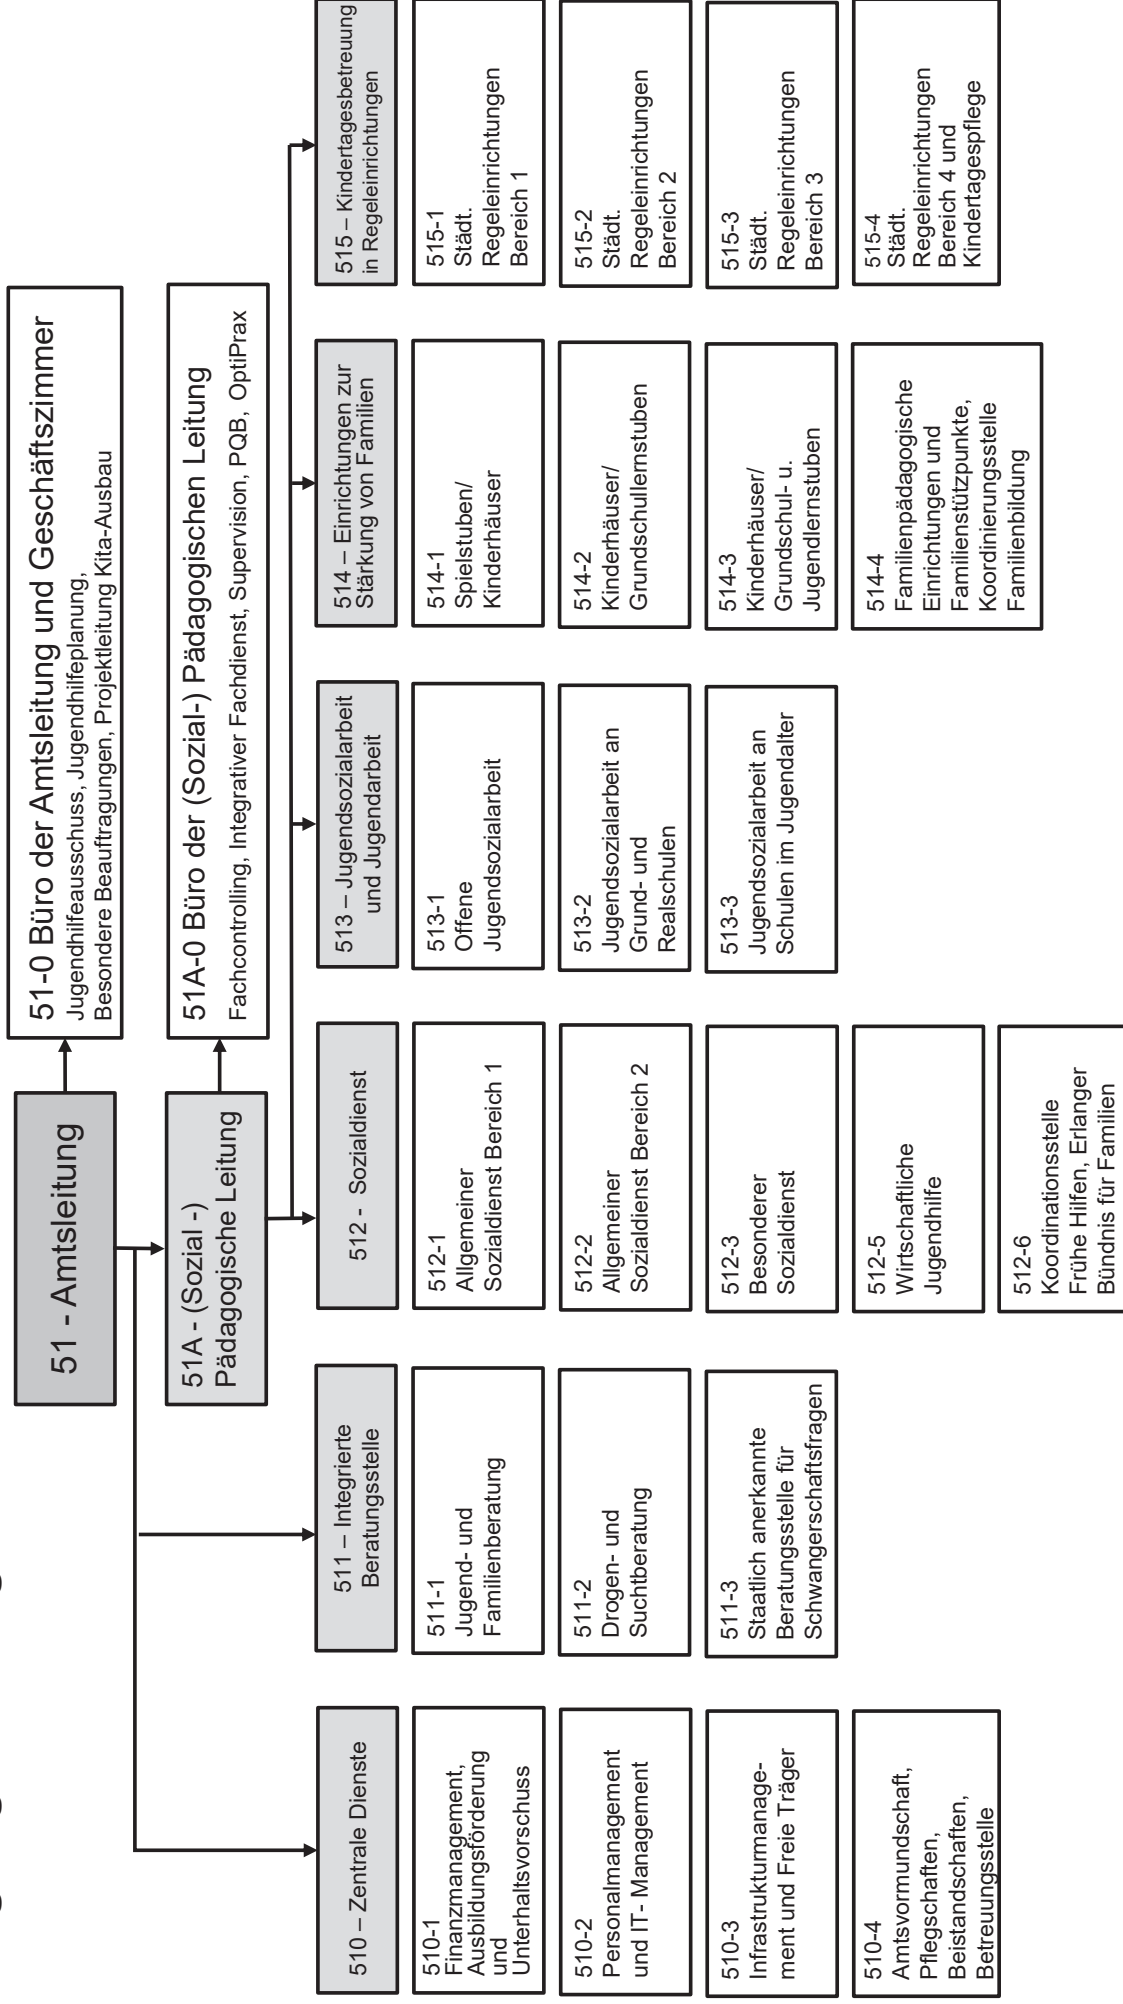 51 - Amtsleitung
51-0 Büro der Amtsleitung und Geschäftszimmer
Jugendhilfeausschuss, Jugendhilfeplanung,
Besondere Beauftragungen, Projektleitung Kita-Ausbau
51A - (Sozial -)
Pädagogische Leitung
51A-0 Büro der (Sozial-) Pädagogischen Leitung
Fachcontrolling, Integrativer Fachdienst, Supervision, PQB, OptiPrax
510 – Zentrale Dienste
510-1
Finanzmanagement,
Ausbildungsförderung
und
Unterhaltsvorschuss
510-2
Personalmanagement
und IT- Management
510-3
Infrastrukturmanage-
ment und Freie Träger
510-4
Amtsvormundschaft,
Pflegschaften,
Beistandschaften,
Betreuungsstelle
511 – Integrierte
Beratungsstelle
511-1
Jugend- und
Familienberatung
511-2
Drogen- und
Suchtberatung
511-3
Staatlich anerkannte
Beratungsstelle für
Schwangerschaftsfragen
512 - Sozialdienst
512-1
Allgemeiner
Sozialdienst Bereich 1
512-2
Allgemeiner
Sozialdienst Bereich 2
512-3
Besonderer
Sozialdienst
512-5
Wirtschaftliche
Jugendhilfe
512-6
Koordinationsstelle
Frühe Hilfen, Erlanger
Bündnis für Familien
513 – Jugendsozialarbeit
und Jugendarbeit
513-1
Offene
Jugendsozialarbeit
513-2
Jugendsozialarbeit an
Grund- und
Realschulen
513-3
Jugendsozialarbeit an
Schulen im Jugendalter
514 – Einrichtungen zur
Stärkung von Familien
514-1
Spielstuben/
Kinderhäuser
514-2
Kinderhäuser/
Grundschullernstuben
514-3
Kinderhäuser/
Grundschul- u.
Jugendlernstuben
514-4
Familienpädagogische
Einrichtungen und
Familienstützpunkte,
Koordinierungsstelle
Familienbildung
515 – Kindertagesbetreuung
in Regeleinrichtungen
515-1
Städt.
Regeleinrichtungen
Bereich 1
515-2
Städt.
Regeleinrichtungen
Bereich 2
515-3
Städt.
Regeleinrichtungen
Bereich 3
515-4
Städt.
Regeleinrichtungen
Bereich 4 und
Kindertagespflege